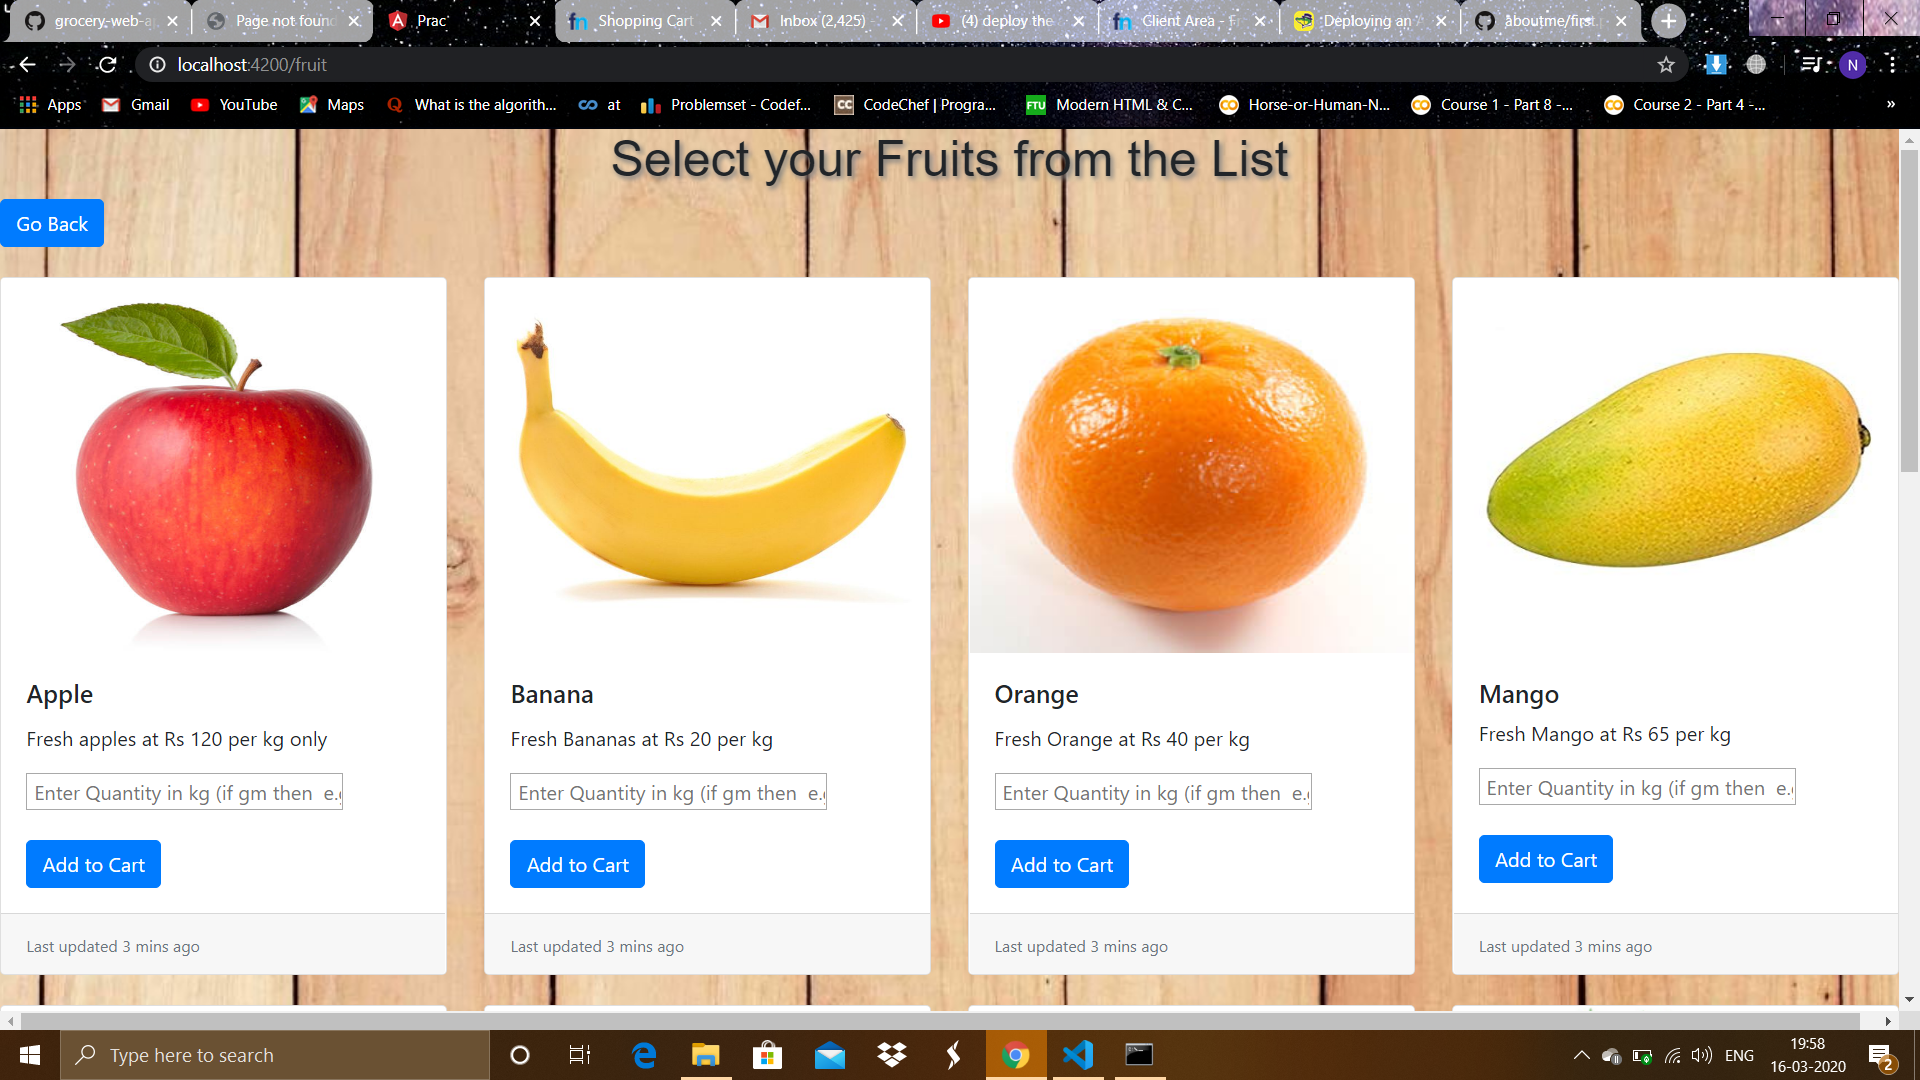 grocery-web-a
Page not foun
Prac
Shopping Cart
Inbox (2,425)
(4) deploy the
Client Area - Fr
Deploying an
aboutme/first.
localhost:4200/fruit
N
Apps
Gmail
YouTube
Maps
What is the algorith...
at
Problemset - Codef...
CC
CodeChef | Progra...
FTU
Modern HTML & C...
Horse-or-Human-N...
Course 1 - Part 8 -...
Course 2 - Part 4 -...
»
Select your Fruits from the List
Go Back
Apple
Fresh apples at Rs 120 per kg only
Enter Quantity in kg (if gm then e.g
Add to Cart
Last updated 3 mins ago
Banana
Fresh Bananas at Rs 20 per kg
Enter Quantity in kg (if gm then e.g
Add to Cart
Last updated 3 mins ago
Orange
Fresh Orange at Rs 40 per kg
Enter Quantity in kg (if gm then e.g
Add to Cart
Last updated 3 mins ago
Mango
Fresh Mango at Rs 65 per kg
Enter Quantity in kg (if gm then e.g
Add to Cart
Last updated 3 mins ago
Type here to search
ENG
19:58
16-03-2020
2